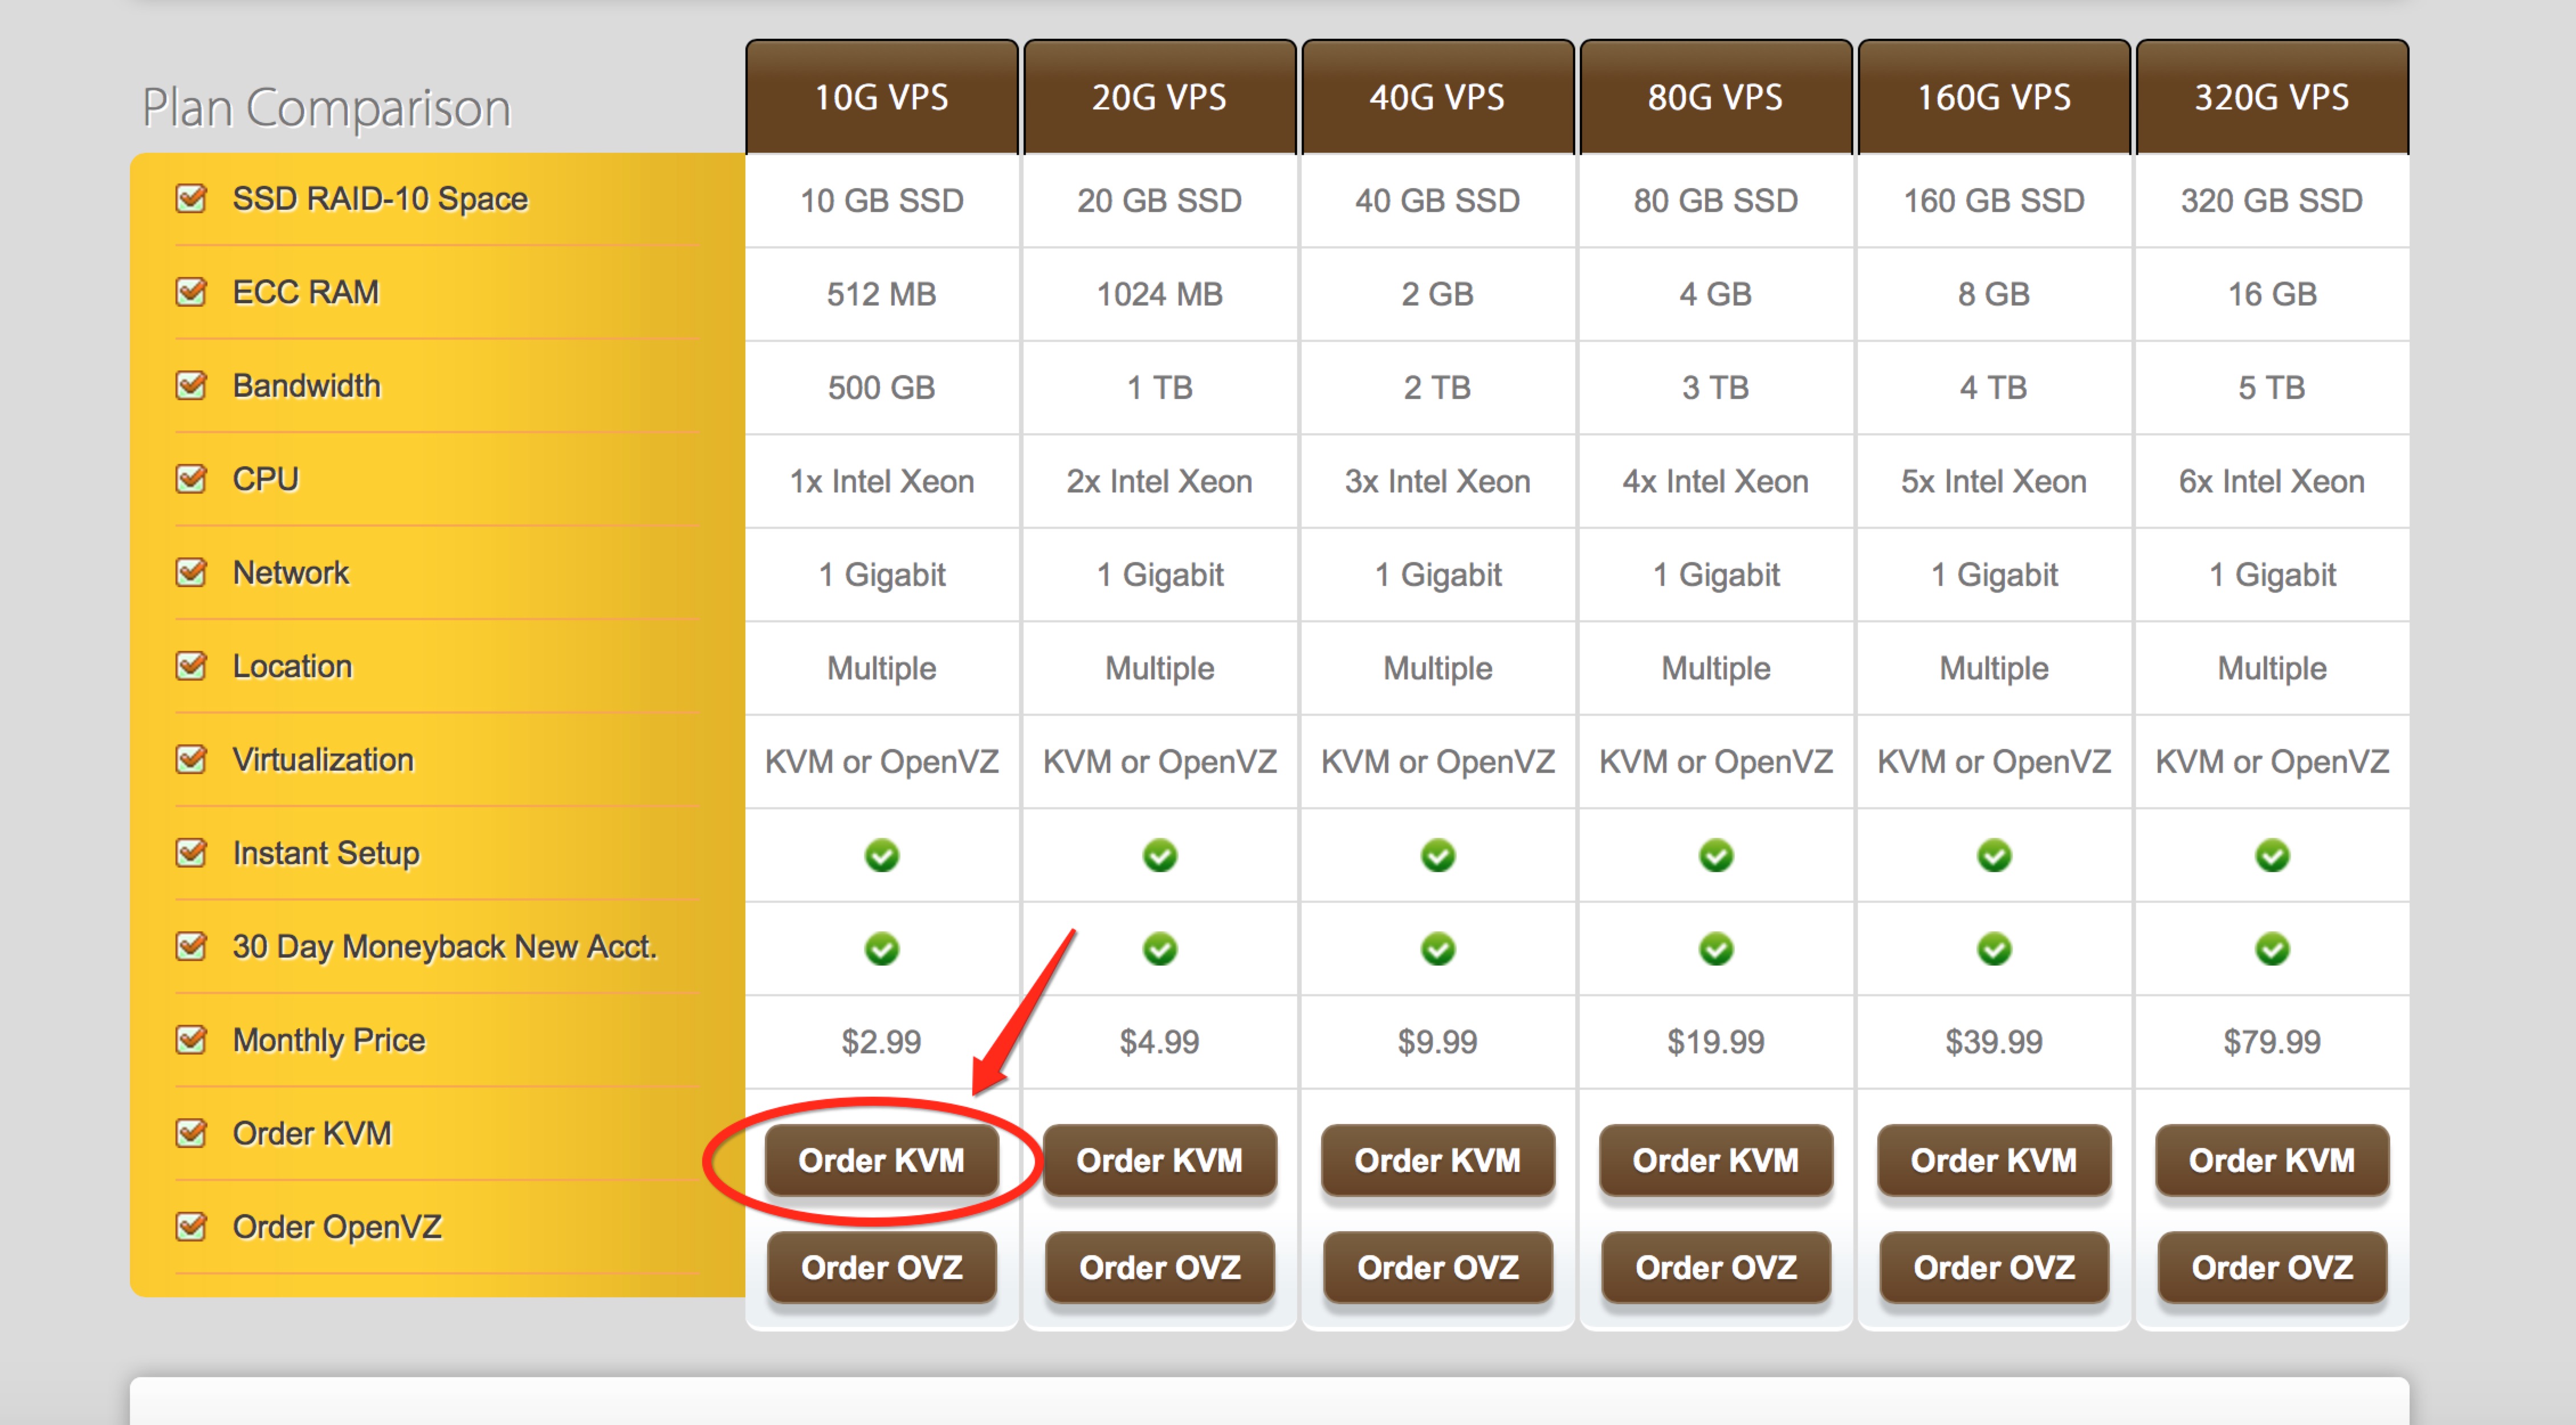 Plan Comparison 10G VPS 20G VPS 40G VPS 80G VPS 160G VPS 320G VPS
SSD RAID-10 Space 10 GB SSD 20 GB SSD 40 GB SSD 80 GB SSD 160 GB SSD 320 GB SSD
ECC RAM 512 MB 1024 MB 2 GB 4 GB 8 GB 16 GB
Bandwidth 500 GB 1 TB 2 TB 3 TB 4 TB 5 TB
CPU 1x Intel Xeon 2x Intel Xeon 3x Intel Xeon 4x Intel Xeon 5x Intel Xeon 6x Intel Xeon
Network 1 Gigabit 1 Gigabit 1 Gigabit 1 Gigabit 1 Gigabit 1 Gigabit
Location Multiple Multiple Multiple Multiple Multiple Multiple
Virtualization KVM or OpenVZ KVM or OpenVZ KVM or OpenVZ KVM or OpenVZ KVM or OpenVZ KVM or OpenVZ
Instant Setup
30 Day Moneyback New Acct.
Monthly Price $2.99 $4.99 $9.99 $19.99 $39.99 $79.99
Order KVM Order KVM Order KVM Order KVM Order KVM Order KVM Order KVM
Order OpenVZ Order OVZ Order OVZ Order OVZ Order OVZ Order OVZ Order OVZ